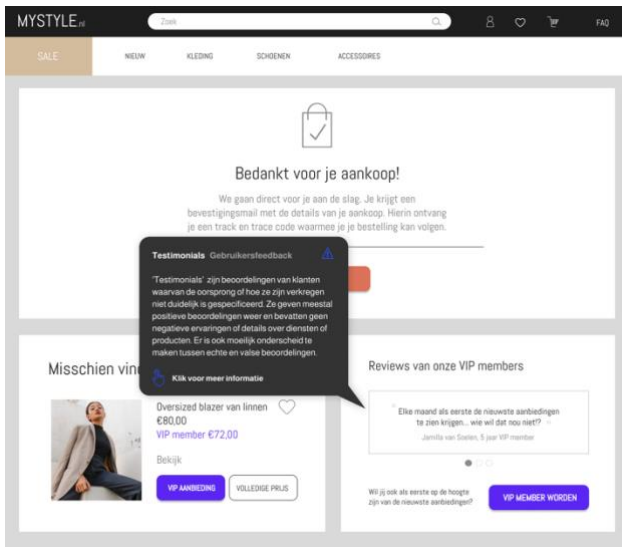 MYSTYLE.nl
Zoek
FAQ
SALE
NIEUW
KLEDING
SCHOENEN
ACCESSOIRES
Bedankt voor je aankoop!
We gaan direct voor je aan de slag. Je krijgt een
bevestigingsmail met de details van je aankoop. Hierin ontvang
je een track en trace code waarmee je je bestelling kan volgen.
Testimonials Gebruikersfeedback
'Testimonials' zijn beoordelingen van klanten
waarvan de oorsprong of hoe ze zijn verkregen
niet duidelijk is gespecificeerd. Ze geven meestal
positieve beoordelingen weer en bevatten geen
negatieve ervaringen of details over diensten of
producten. Er is ook moeilijk onderscheid te
maken tussen echte en valse beoordelingen.
Klik voor meer informatie
Misschien vin
Oversized blazer van linnen
€80,00
VIP member €72,00
Bekijk
VIP AANBIEDING
VOLLEDIGE PRIJS
Reviews van onze VIP members
" Elke maand als eerste de nieuwste aanbiedingen
te zien krijgen... wie wil dat nou niet!? "
Jamilla van Soelen, 5 jaar VIP member
Wil jij ook als eerste op de hoogte
zijn van de nieuwste aanbiedingen?
VIP MEMBER WORDEN